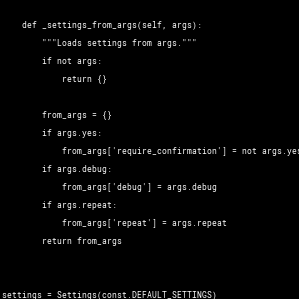 def _settings_from_args(self, args):
"""Loads settings from args."""
if not args:
return {}
from_args = {}
if args.yes:
from_args['require_confirmation'] = not args.yes
if args.debug:
from_args['debug'] = args.debug
if args.repeat:
from_args['repeat'] = args.repeat
return from_args
settings = Settings(const.DEFAULT_SETTINGS)